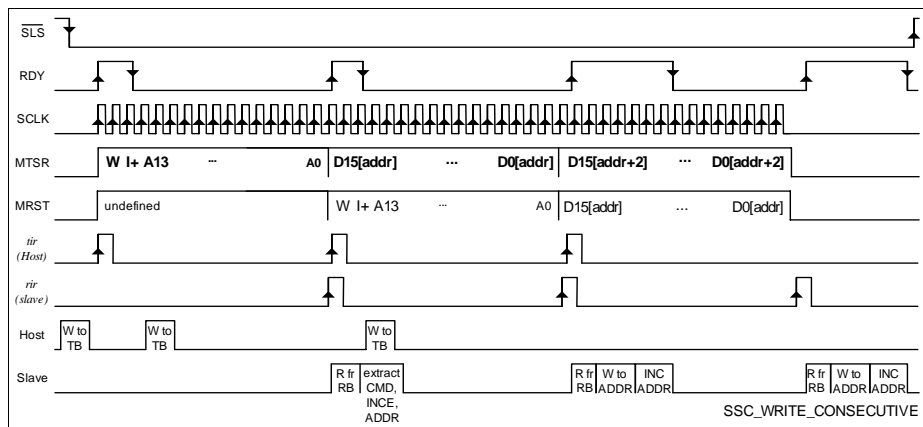 SLS
RDY
SCLK
MTSR W I+ A13 ... A0 D15[addr] ... D0[addr] D15[addr+2] ... D0[addr+2]
MRST undefined W I+ A13 ... A0 D15[addr] ... D0[addr]
tir
(Host)
rir
(slave)
Host W to TB W to TB W to TB
Slave R fr RB extract CMD, INCE, ADDR R fr RB W to ADDR INC ADDR R fr RB W to ADDR INC ADDR
SSC_WRITE_CONSECUTIVE